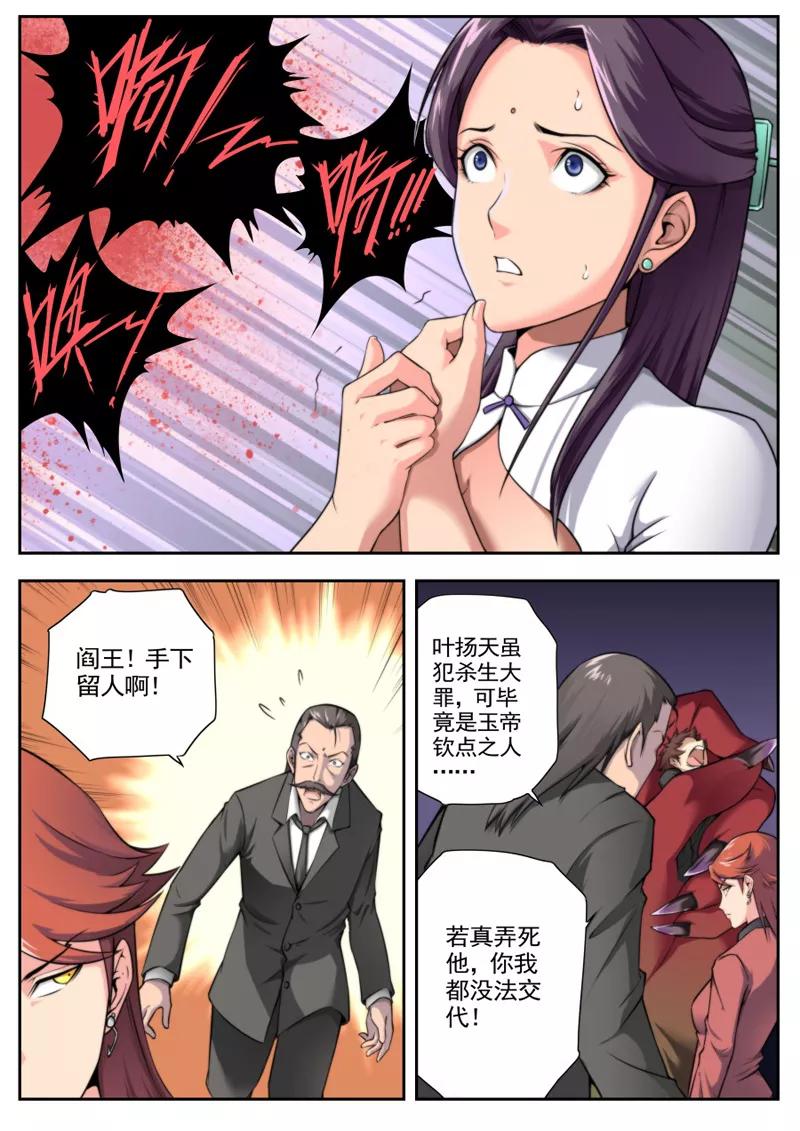 啊！
啊！！！
噗
阎王！手下
留人啊！
叶扬天虽
犯杀生大
罪，可毕
竟是玉帝
钦点之人
……
若真弄死
他，你我
都没法交
代！